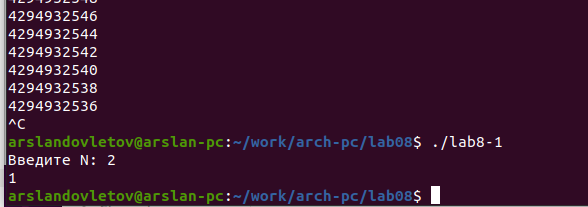 4294932546
4294932544
4294932542
4294932540
4294932538
4294932536
^C
arslandovletov@arslan-pc:~/work/arch-pc/lab08$ ./lab8-1
Введите N: 2
1
arslandovletov@arslan-pc:~/work/arch-pc/lab08$